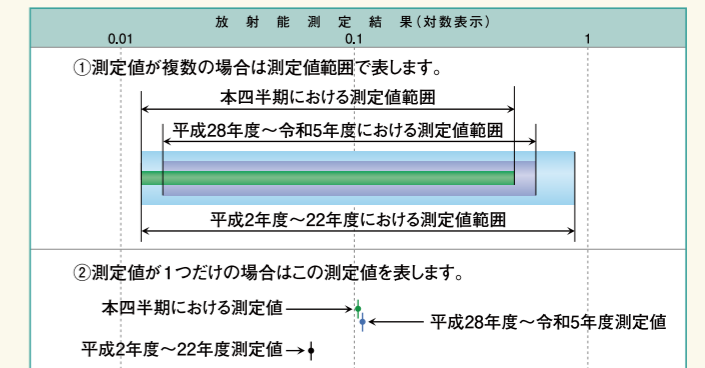 放射能測定結果(対数表示)
0.01 0.1 1
①測定値が複数の場合は測定値範囲で表します。
本四半期における測定値範囲
平成28年度～令和5年度における測定値範囲
平成2年度～22年度における測定値範囲
②測定値が1つだけの場合はこの測定値を表します。
本四半期における測定値
平成28年度～令和5年度測定値
平成2年度～22年度測定値